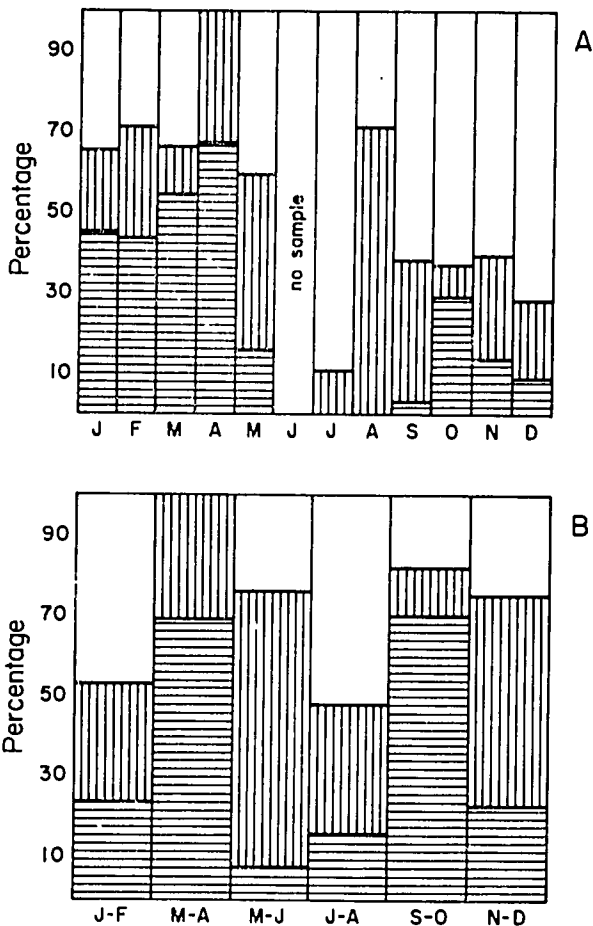 A
Percentage
90
70
50
30
10
no sample
J F M A M J J A S O N D
B
Percentage
90
70
50
30
10
J-F M-A M-J J-A S-O N-D